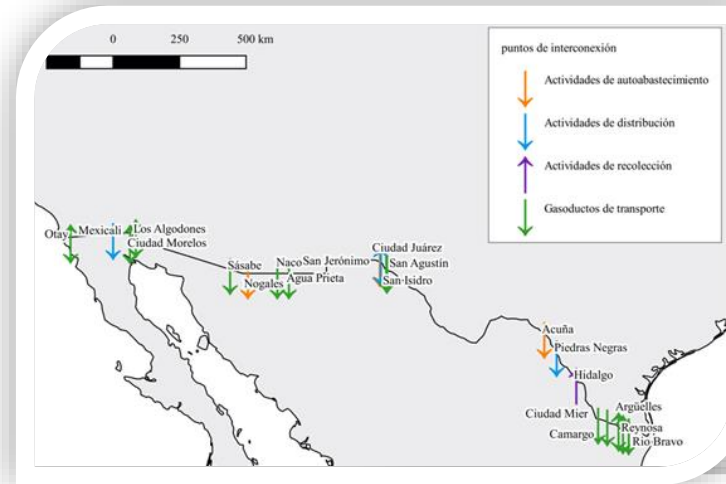 0 250 500 km
puntos de interconexión
Actividades de autoabastecimiento
Actividades de distribución
Actividades de recolección
Gasoductos de transporte
Otay
Mexicali
Los Algodones
Ciudad Morelos
Sásabe
Nogales
Naco
Agua Prieta
San Jerónimo
Ciudad Juárez
San Agustín
San Isidro
Acuña
Piedras Negras
Hidalgo
Ciudad Mier
Argüelles
Camargo
Reynosa
Río Bravo